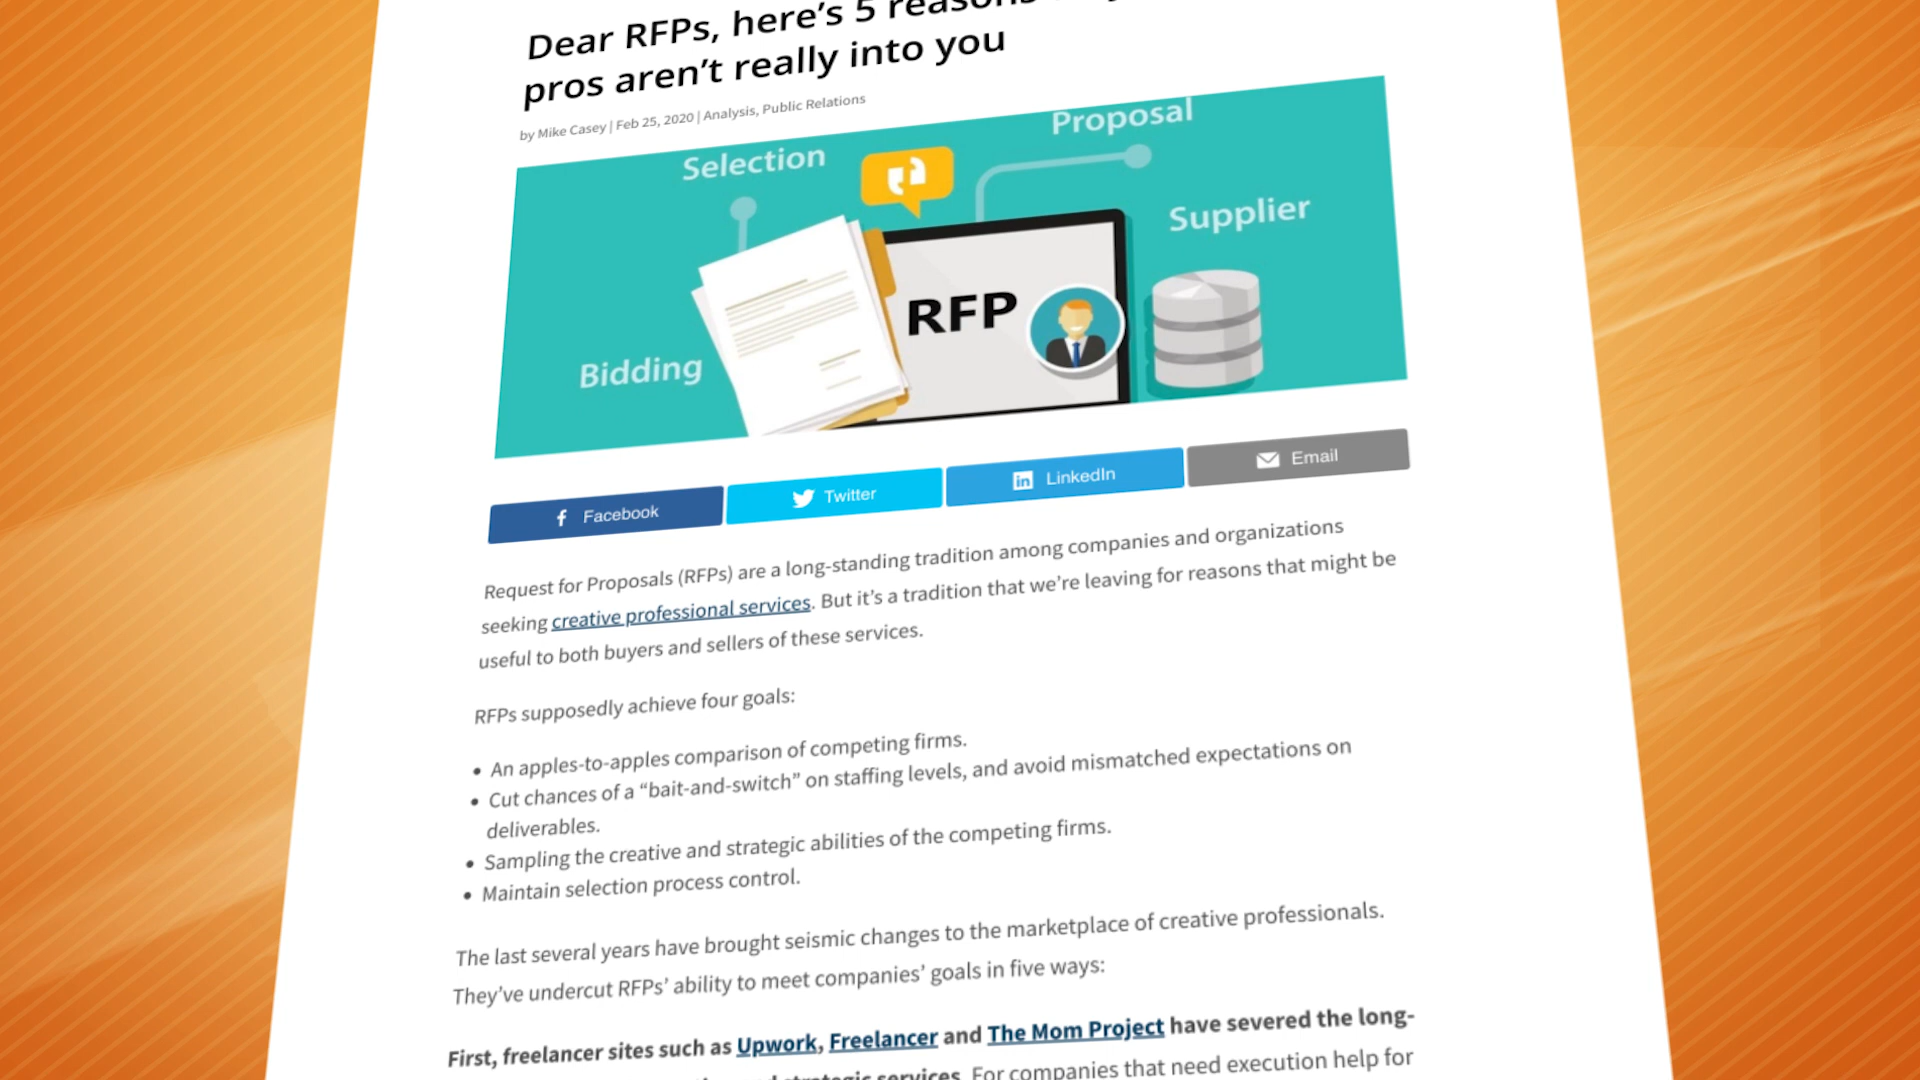 Dear RFPs, here's 5 reasons
pros aren't really into you
by Mike Casey | Feb 25, 2020 | Analysis, Public Relations
Selection
Proposal
Supplier
RFP
Bidding
Facebook
Twitter
LinkedIn
Email
Request for Proposals (RFPs) are a long-standing tradition among companies and organizations
seeking creative professional services. But it's a tradition that we're leaving for reasons that might be
useful to both buyers and sellers of these services.
RFPs supposedly achieve four goals:
• An apples-to-apples comparison of competing firms.
• Cut chances of a “bait-and-switch” on staffing levels, and avoid mismatched expectations on
deliverables.
• Sampling the creative and strategic abilities of the competing firms.
• Maintain selection process control.
The last several years have brought seismic changes to the marketplace of creative professionals.
They've undercut RFPs' ability to meet companies' goals in five ways:
First, freelancer sites such as Upwork, Freelancer and The Mom Project have severed the long-
strategic services. For companies that need execution help for